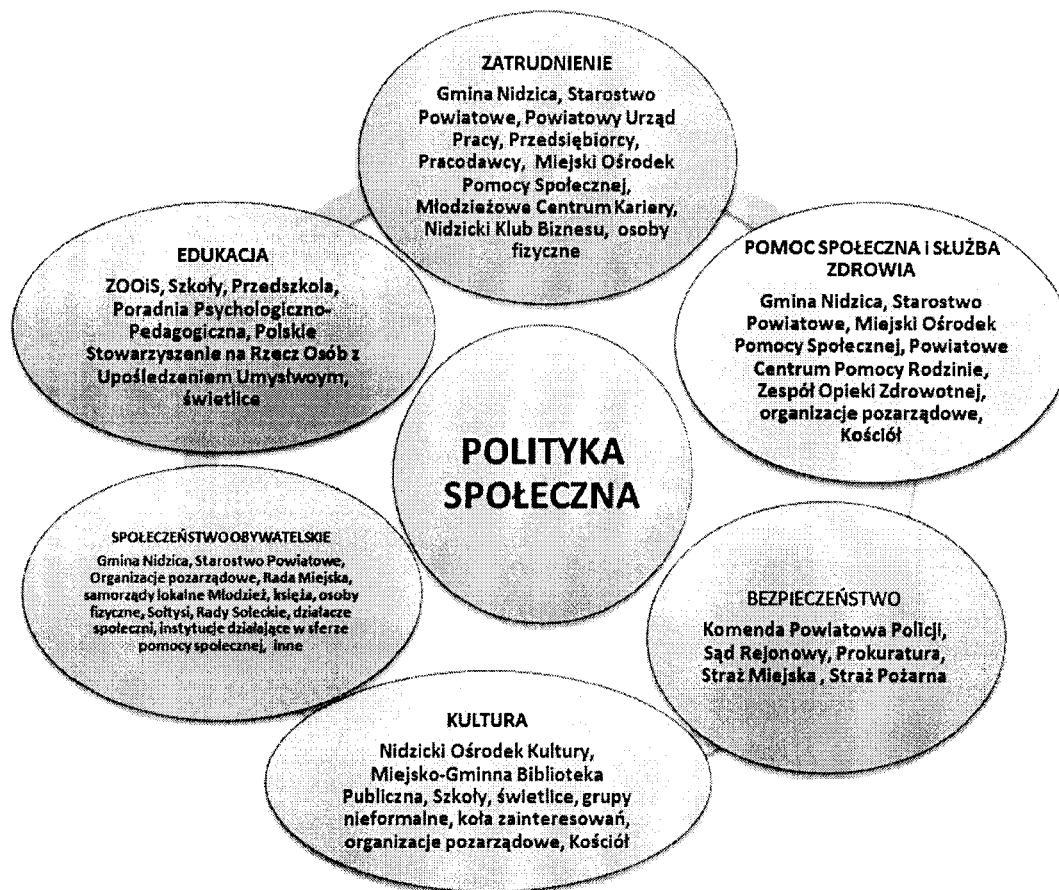 ZATRUDNIENIE
Gmina Nidzica, Starostwo
Powiatowe, Powiatowy Urząd
Pracy, Przedsiębiorcy,
Pracodawcy, Miejski Ośrodek
Pomocy Społecznej,
Młodzieżowe Centrum Kariery,
Nidzicki Klub Biznesu, osoby
fizyczne
POMOC SPOŁECZNA i SŁUŻBA
ZDROWIA
Gmina Nidzica, Starostwo
Powiatowe, Miejski Ośrodek
Pomocy Społecznej, Powiatowe
Centrum Pomocy Rodzinie,
Zespół Opieki Zdrowotnej,
organizacje pozarządowe,
Kościół
BEZPIECZEŃSTWO
Komenda Powiatowa Policji,
Sąd Rejonowy, Prokuratura,
Straż Miejska , Straż Pożarna
KULTURA
Nidzicki Ośrodek Kultury,
Miejsko-Gminna Biblioteka
Publiczna, Szkoły, świetlice, grupy
nieformalne, koła zainteresowań,
organizacje pozarządowe, Kościół
SPOŁECZEŃSTWO OBYWATELSKIE
Gmina Nidzica, Starostwo Powiatowe,
Organizacje pozarządowe, Rada Miejska,
samorządy lokalne Młodzież, księża, osoby
fizyczne, Sołtysi, Rady Sołeckie, działacze
społeczni, instytucje działające w sferze
pomocy społecznej, inne
EDUKACJA
ZOOiS, Szkoły, Przedszkola,
Poradnia Psychologiczno-
Pedagogiczna, Polskie
Stowarzyszenie na Rzecz Osób z
Upośledzeniem Umysłwoym,
świetlice
POLITYKA
SPOŁECZNA